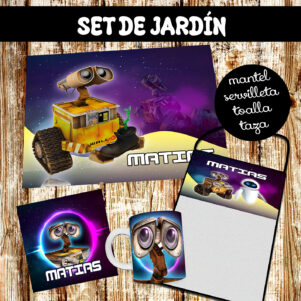 SET DE JARDÍN
mantel
servilleta
toalla
taza
MATIAS
MATIAS
MATIAS